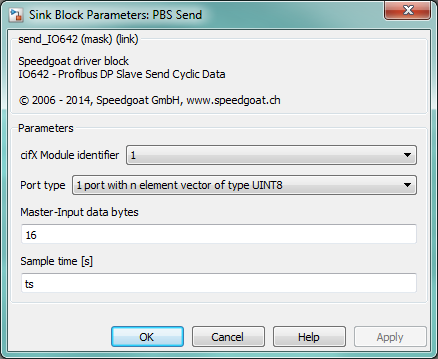 Sink Block Parameters: PBS Send
send_IO642 (mask) (link)
Speedgoat driver block
IO642 - Profibus DP Slave Send Cyclic Data
© 2006 - 2014, Speedgoat GmbH, www.speedgoat.ch
Parameters
cifX Module identifier 1
Port type 1 port with n element vector of type UINT8
Master-Input data bytes
16
Sample time [s]
ts
OK Cancel Help Apply